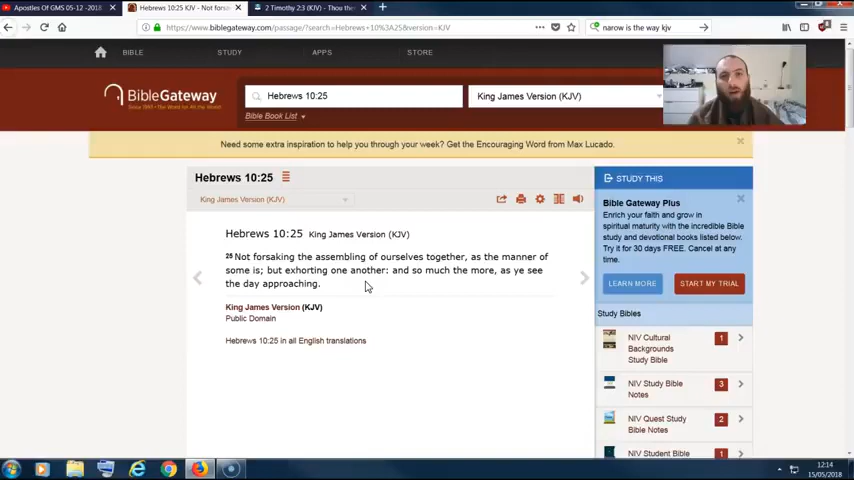 Apostles Of GMS 05-12 -2018
Hebrews 10:25 KJV - Not forsa
2 Timothy 2:3 (KJV) - Thou the
https://www.biblegateway.com/passage/?search=Hebrews +10%3A25&version=KJV
narow is the way kjv
BIBLE STUDY APPS STORE
BibleGateway
Hebrews 10:25
King James Version (KJV)
Bible Book List
Need some extra inspiration to help you through your week? Get the Encouraging Word from Max Lucado.
Hebrews 10:25
King James Version (KJV)
Hebrews 10:25 King James Version (KJV)
25 Not forsaking the assembling of ourselves together, as the manner of
some is; but exhorting one another: and so much the more, as ye see
the day approaching.
King James Version (KJV)
Public Domain
Hebrews 10:25 in all English translations
STUDY THIS
Bible Gateway Plus
Enrich your faith and grow in
spiritual maturity with the incredible Bible
study and devotional books listed below.
Try it for 30 days FREE. Cancel at
any time.
LEARN MORE
START MY TRIAL
Study Bibles
NIV Cultural
Backgrounds
Study Bible
1
NIV Study Bible
Notes
3
NIV Quest Study
Bible Notes
2
NIV Student Bible
1
12:14
15/05/2018